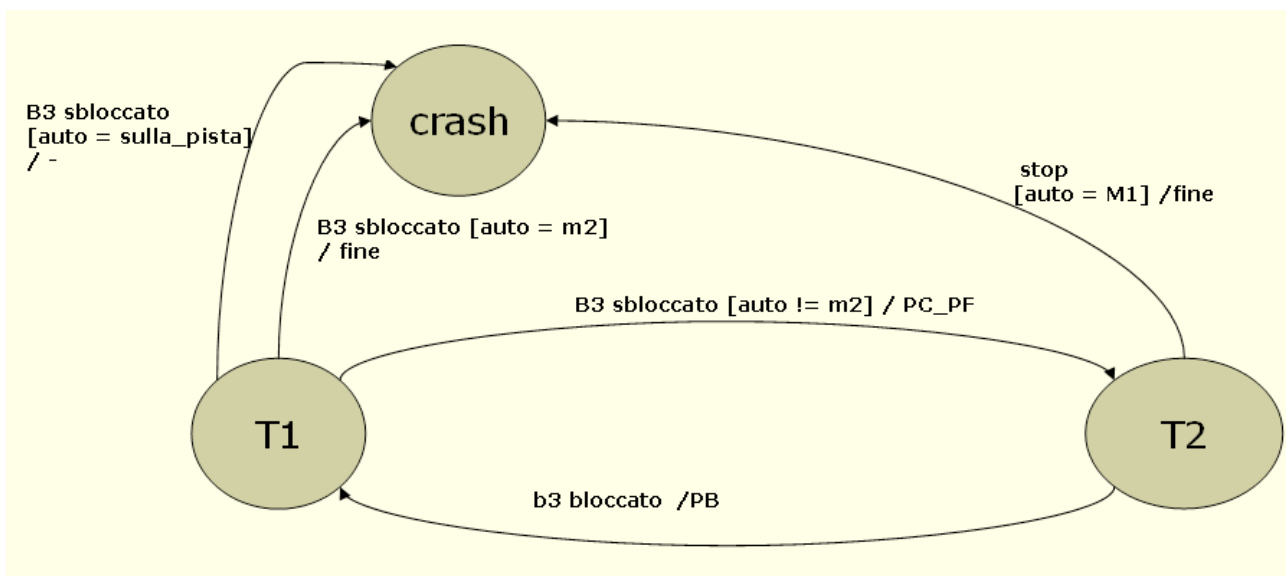 crash
B3 sbloccato
[auto = sulla_pista]
/ -
stop
[auto = M1] /fine
B3 sbloccato [auto = m2]
/ fine
B3 sbloccato [auto != m2] / PC_PF
T1
T2
b3 bloccato /PB